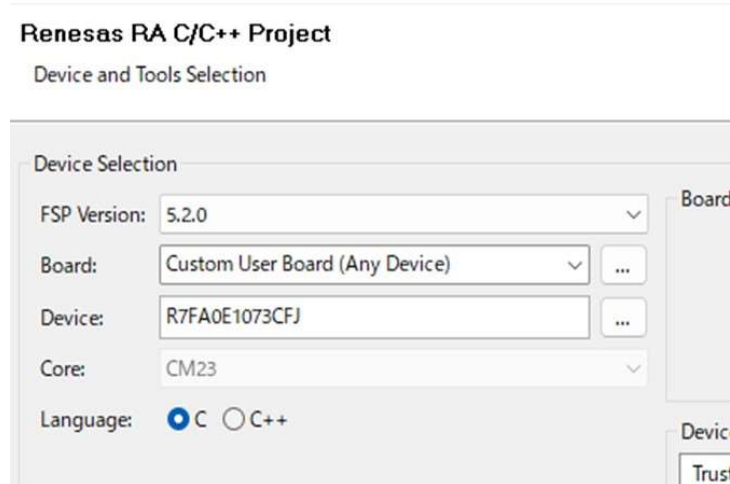 Renesas RA C/C++ Project
Device and Tools Selection
Device Selection
FSP Version: 5.2.0
Board: Custom User Board (Any Device) ...
Device: R7FA0E1073CFJ ...
Core: CM23
Language: C C++
Board
Devic
Trust